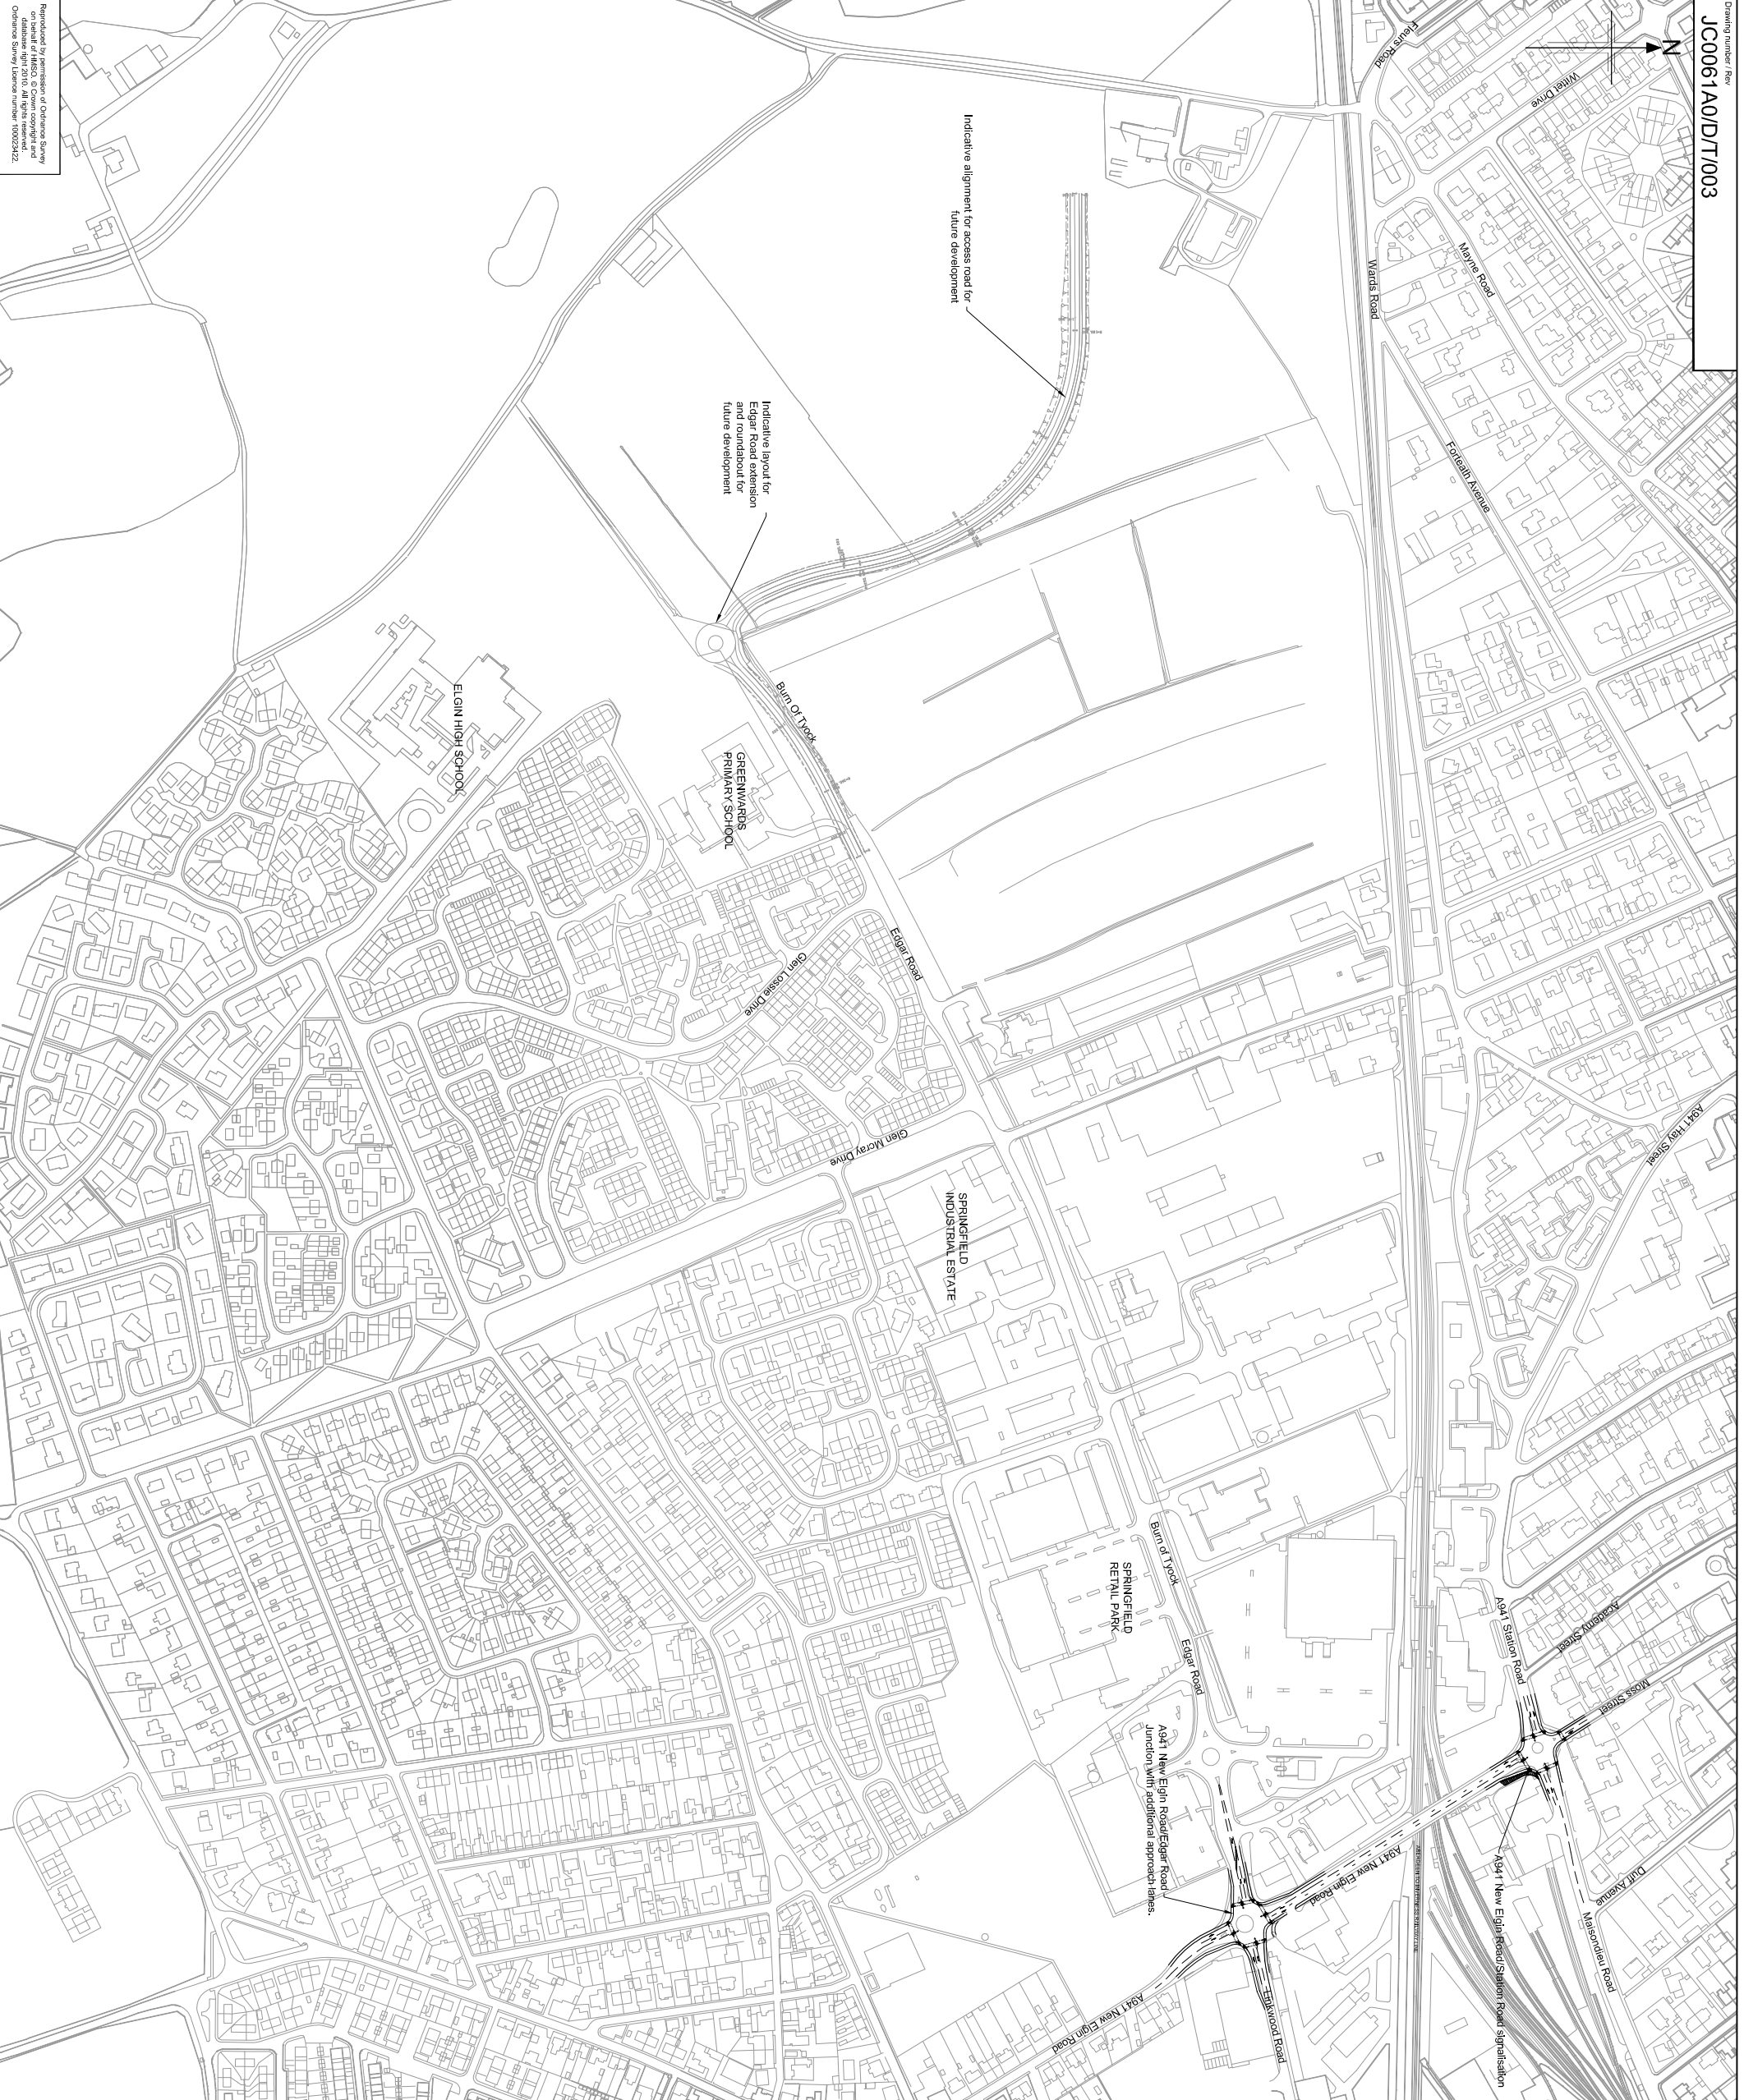 Drawing number / Rev
JC0061A0/D/T/003
N
Fleurs Road
Wittet Drive
Mayne Road
Wards Road
Forteath Avenue
A941 Hay Street
Academy Street
A941 Station Road
Moss Street
Duff Avenue
Maisondieu Road
A941 New Elgin Road/Station Road signalisation
A941 New Elgin Road
Linkwood Road
A941 New Elgin Road
A941 New Elgin Road/Edgar Road
Junction with additional approach lanes.
Edgar Road
Burn of Tyock
SPRINGFIELD
RETAIL PARK
SPRINGFIELD
INDUSTRIAL ESTATE
Glen Moray Drive
Edgar Road
Glen Lossie Drive
Burn Of Tyock
GREENWARDS
PRIMARY SCHOOL
ELGIN HIGH SCHOOL
Indicative alignment for access road for
future development
Indicative layout for
Edgar Road extension
and roundabout for
future development
Reproduced by permission of Ordnance Survey
on behalf of HMSO. © Crown copyright and
database right 2010. All rights reserved.
Ordnance Survey Licence number 100023422.